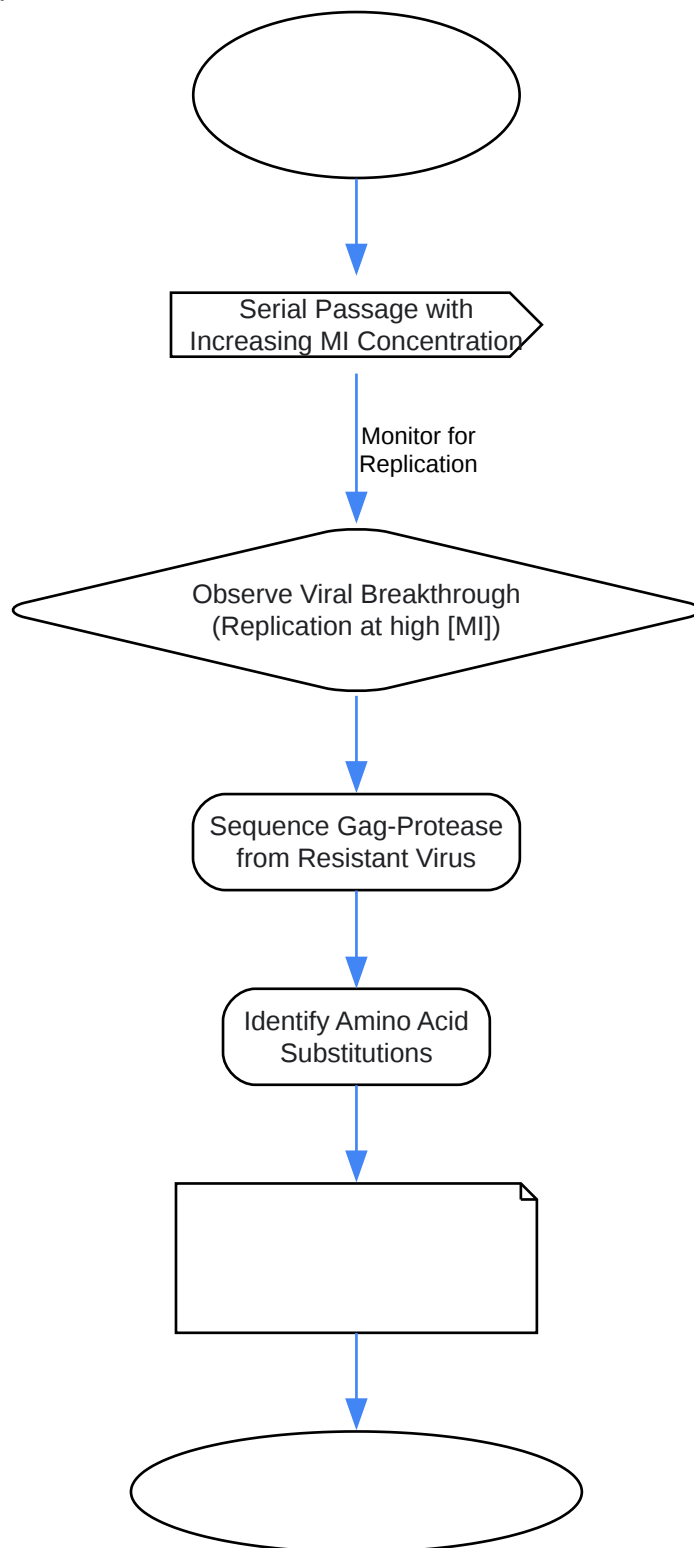 Serial Passage with
Increasing MI Concentration
Monitor for
Replication
Observe Viral Breakthrough
(Replication at high [MI])
Sequence Gag-Protease
from Resistant Virus
Identify Amino Acid
Substitutions